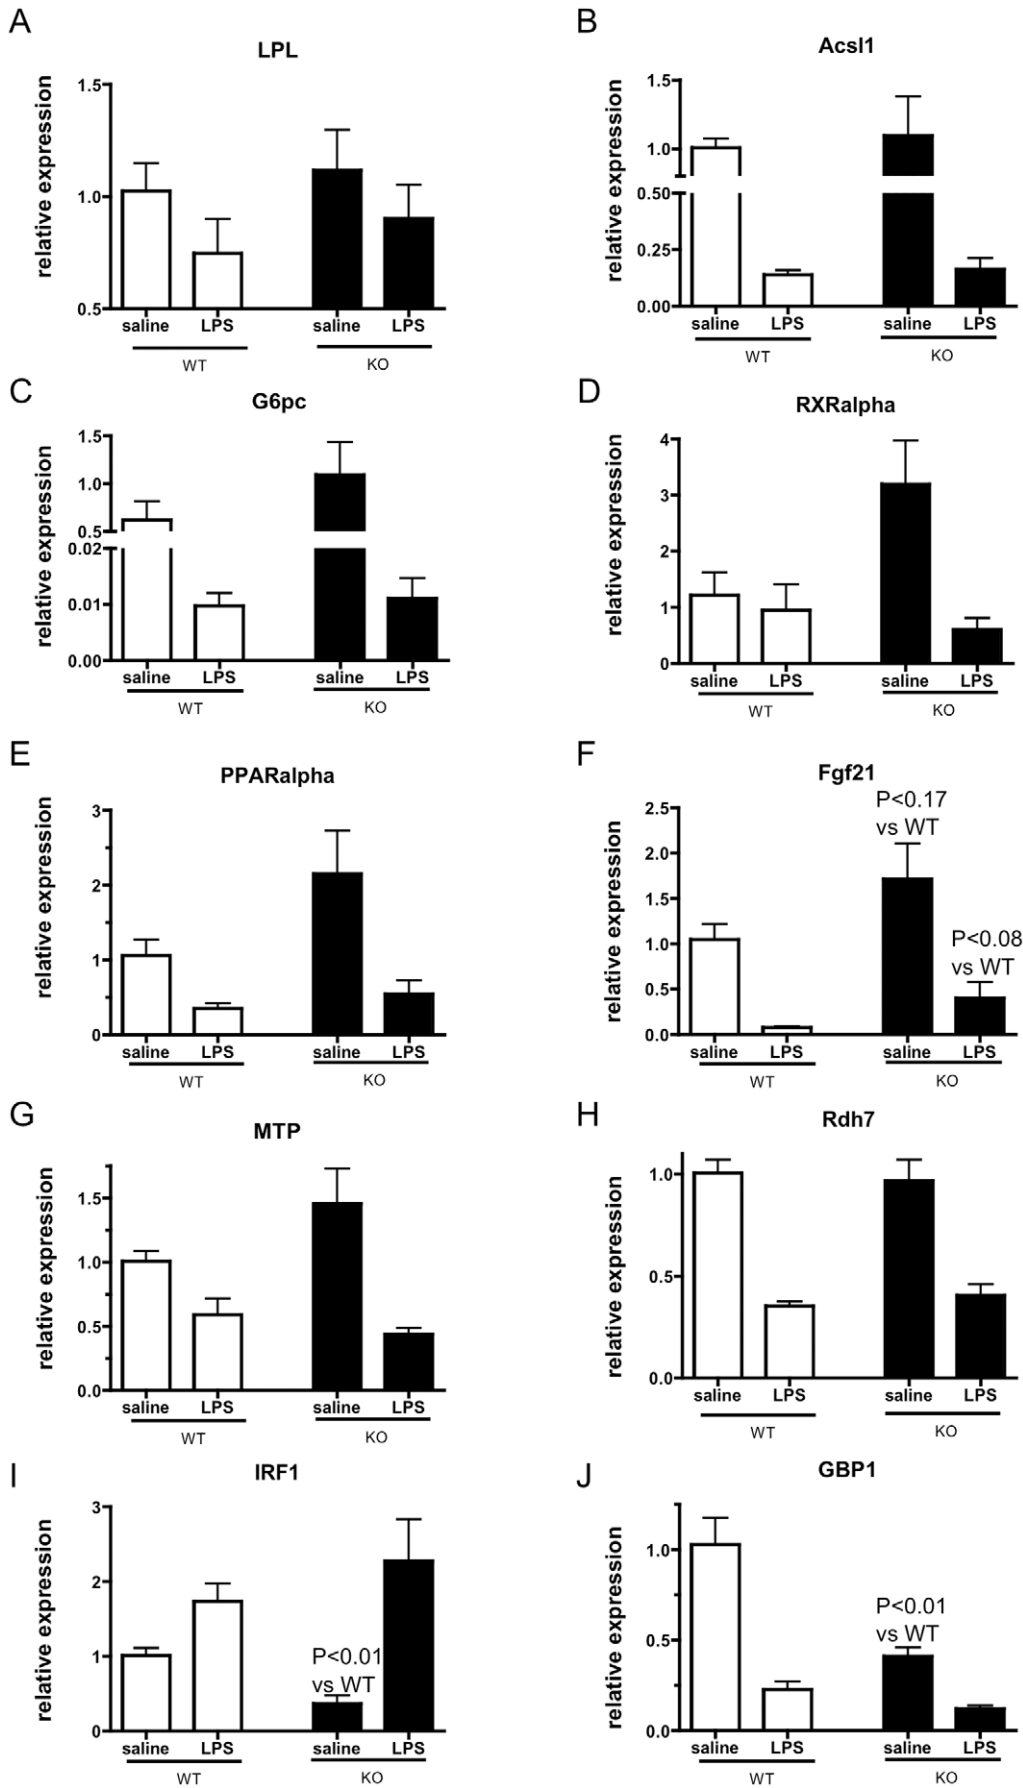 A
LPL
relative expression
1.5
1.0
0.5
saline LPS saline LPS
WT KO
B
Acsl1
relative expression
1.5
1.0
0.50
0.25
0.00
saline LPS saline LPS
WT KO
C
G6pc
relative expression
1.5
1.0
0.5
0.02
0.01
0.00
saline LPS saline LPS
WT KO
D
RXRalpha
relative expression
4
3
2
1
0
saline LPS saline LPS
WT KO
E
PPARalpha
relative expression
3
2
1
0
saline LPS saline LPS
WT KO
F
Fgf21
P<0.17
vs WT
relative expression
2.5
2.0
1.5
1.0
0.5
0.0
P<0.08
vs WT
saline LPS saline LPS
WT KO
G
MTP
relative expression
1.5
1.0
0.5
0.0
saline LPS saline LPS
WT KO
H
Rdh7
relative expression
1.0
0.5
0.0
saline LPS saline LPS
WT KO
I
IRF1
relative expression
3
2
1
0
P<0.01
vs WT
saline LPS saline LPS
WT KO
J
GBP1
relative expression
1.0
0.5
0.0
P<0.01
vs WT
saline LPS saline LPS
WT KO